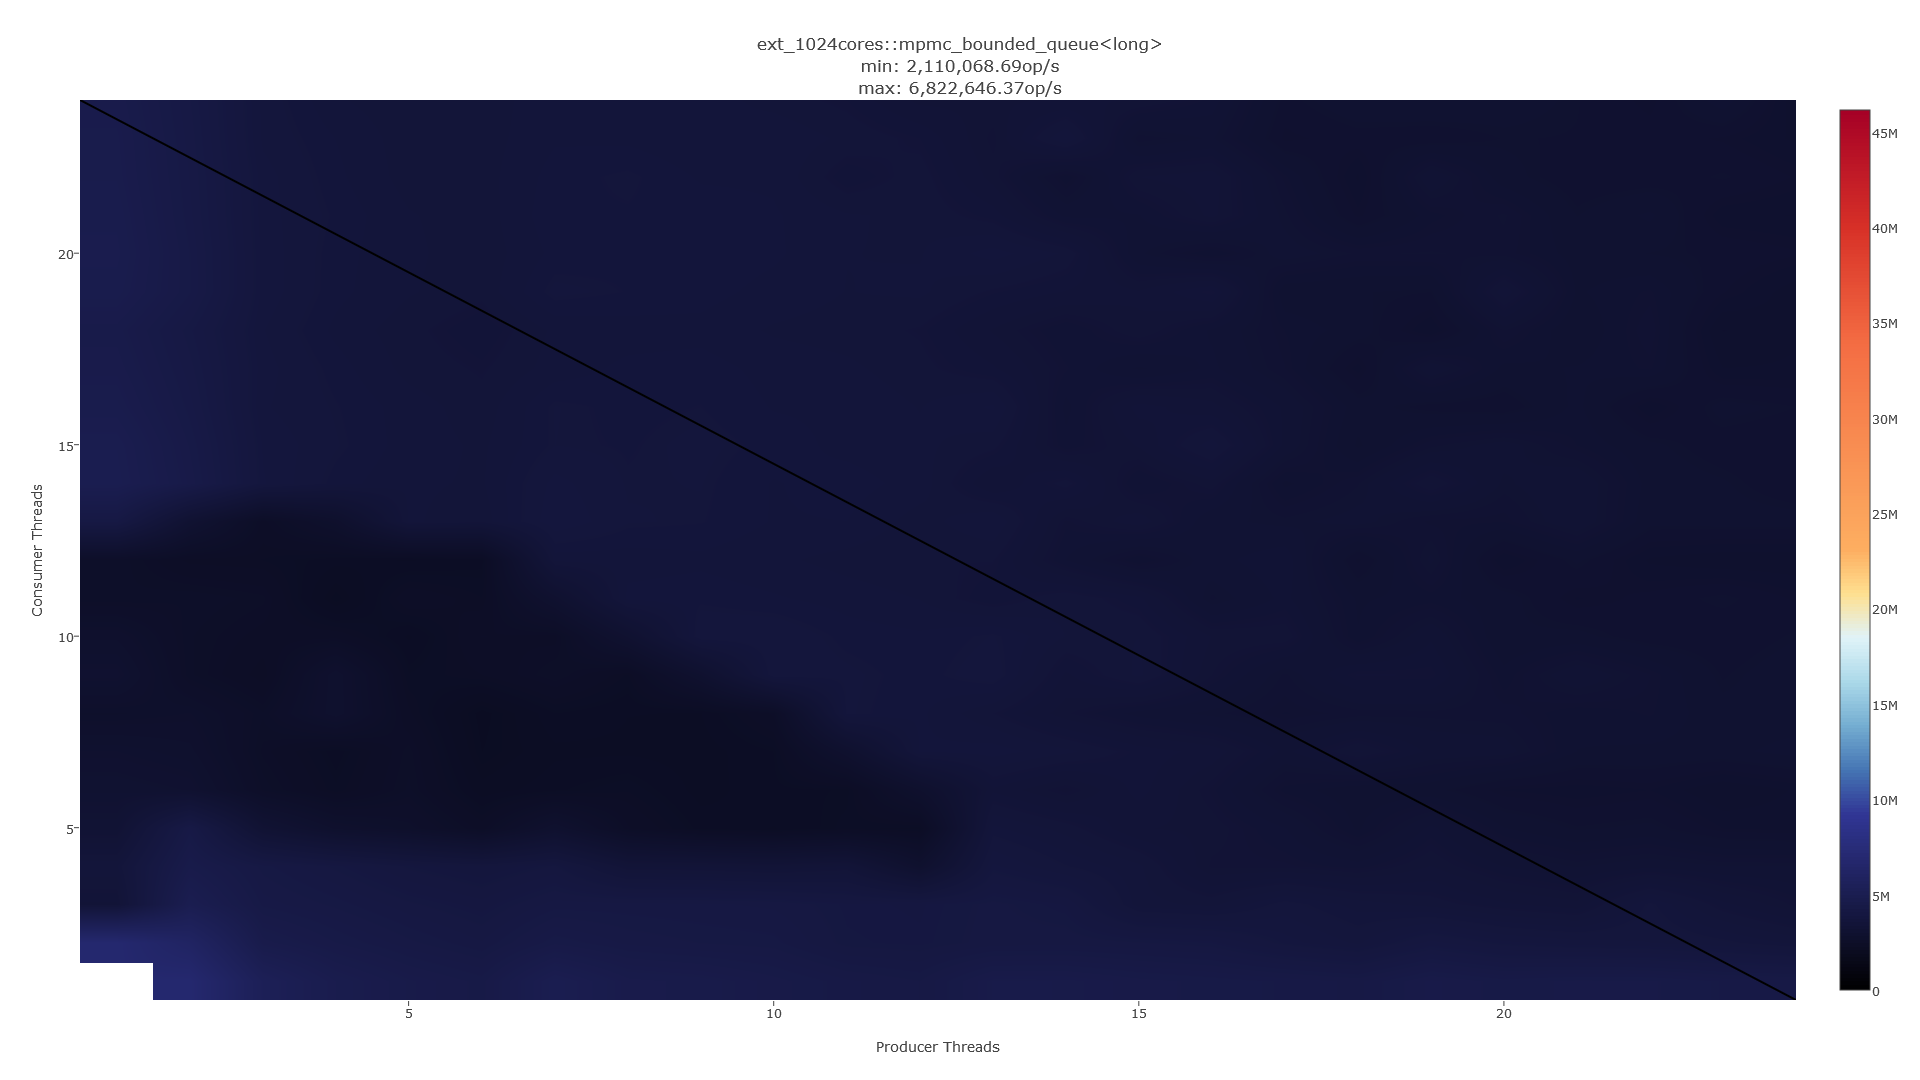 ext_1024cores::mpmc_bounded_queue<long>
min: 2,110,068.69op/s
max: 6,822,646.37op/s
45M
40M
35M
30M
25M
20M
15M
10M
5M
0
Consumer Threads
20
15
10
5
5
10
15
20
Producer Threads